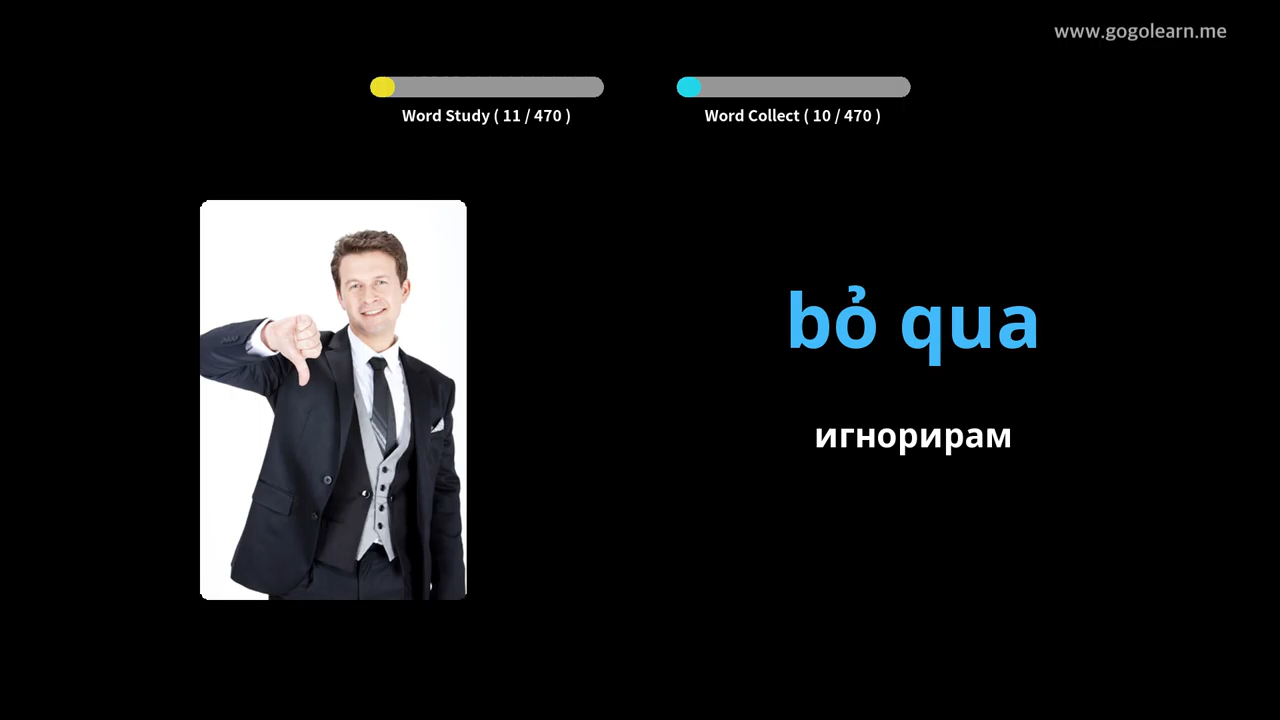 www.gogolearn.me
Word Study ( 11 / 470 )
Word Collect ( 10 / 470 )
bỏ qua
игнорирам